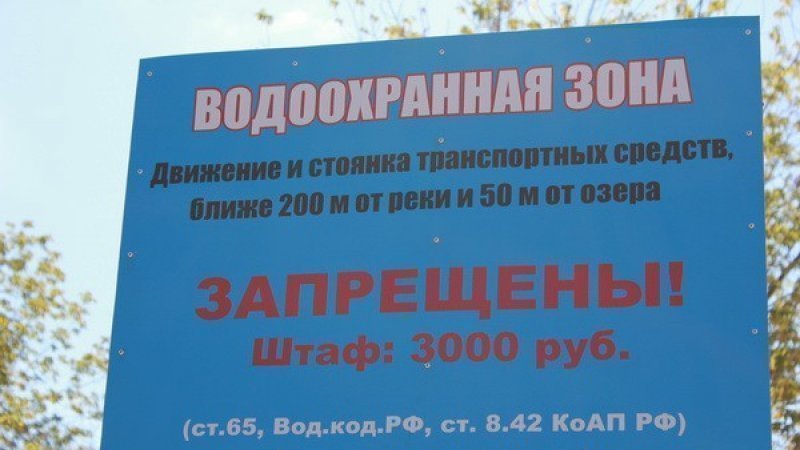 ВОДООХРАННАЯ ЗОНА
Движение и стоянка транспортных средств,
ближе 200 м от реки и 50 м от озера
ЗАПРЕЩЕНЫ!
Штаф: 3000 руб.
(ст.65, Вод.код.РФ, ст. 8.42 КоАП РФ)